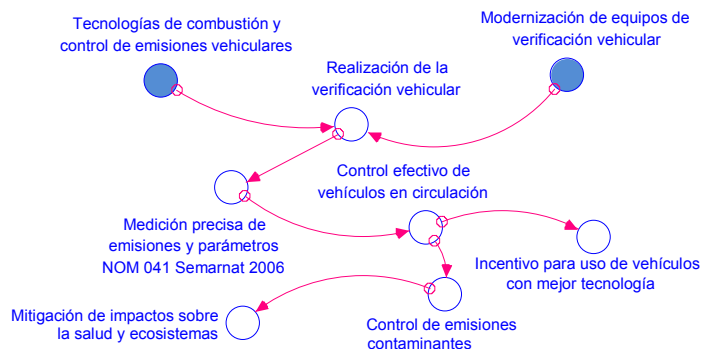 Tecnologías de combustión y
control de emisiones vehiculares
Modernización de equipos de
verificación vehicular
Realización de la
verificación vehicular
Control efectivo de
vehículos en circulación
Medición precisa de
emisiones y parámetros
NOM 041 Semarnat 2006
Incentivo para uso de vehículos
con mejor tecnología
Mitigación de impactos sobre
la salud y ecosistemas
Control de emisiones
contaminantes